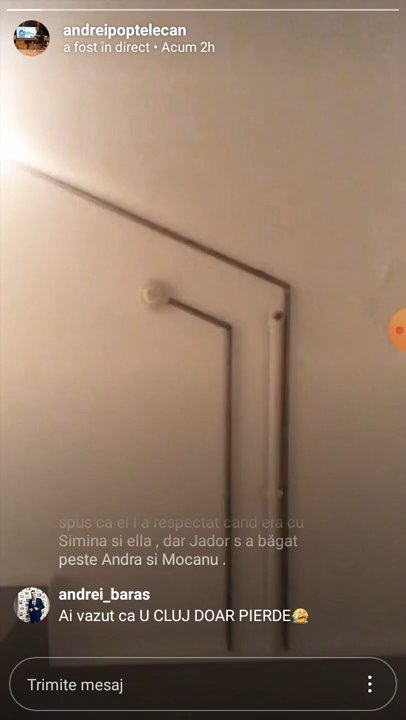 andreipoptelecan
a fost în direct • Acum 2h
spus ca el l a respectat când era cu
Simina si ella , dar Jador s a băgat
peste Andra si Mocanu .
andrei_baras
Ai vazut ca U CLUJ DOAR PIERDE🤣
Trimite mesaj